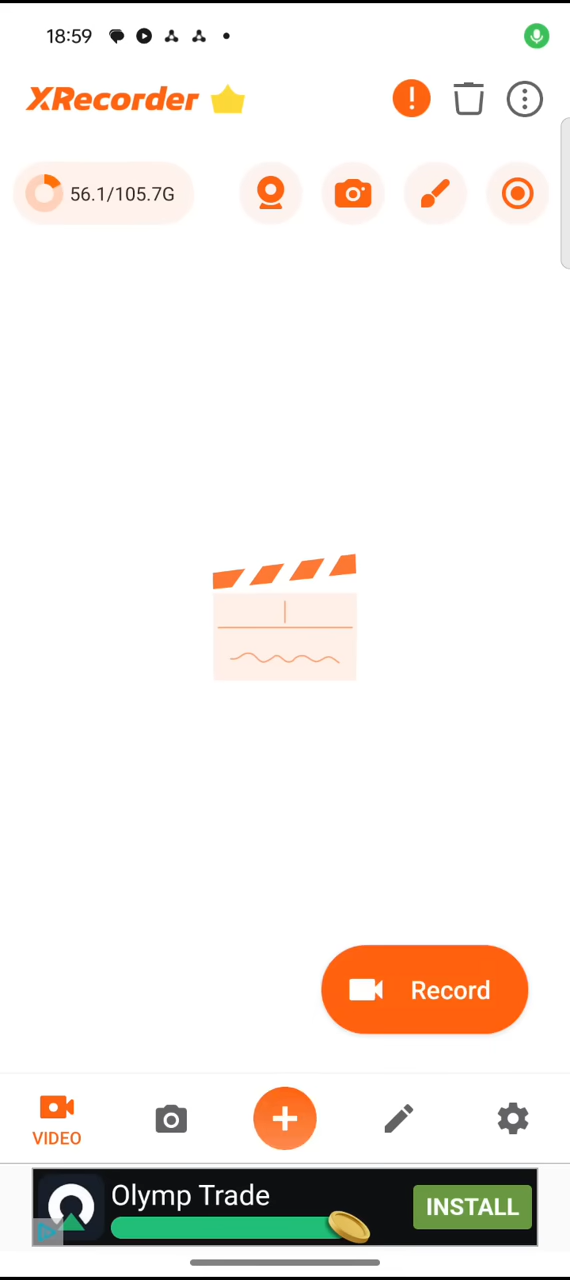 18:59
XRecorder
56.1/105.7G
Record
VIDEO
Olymp Trade
INSTALL